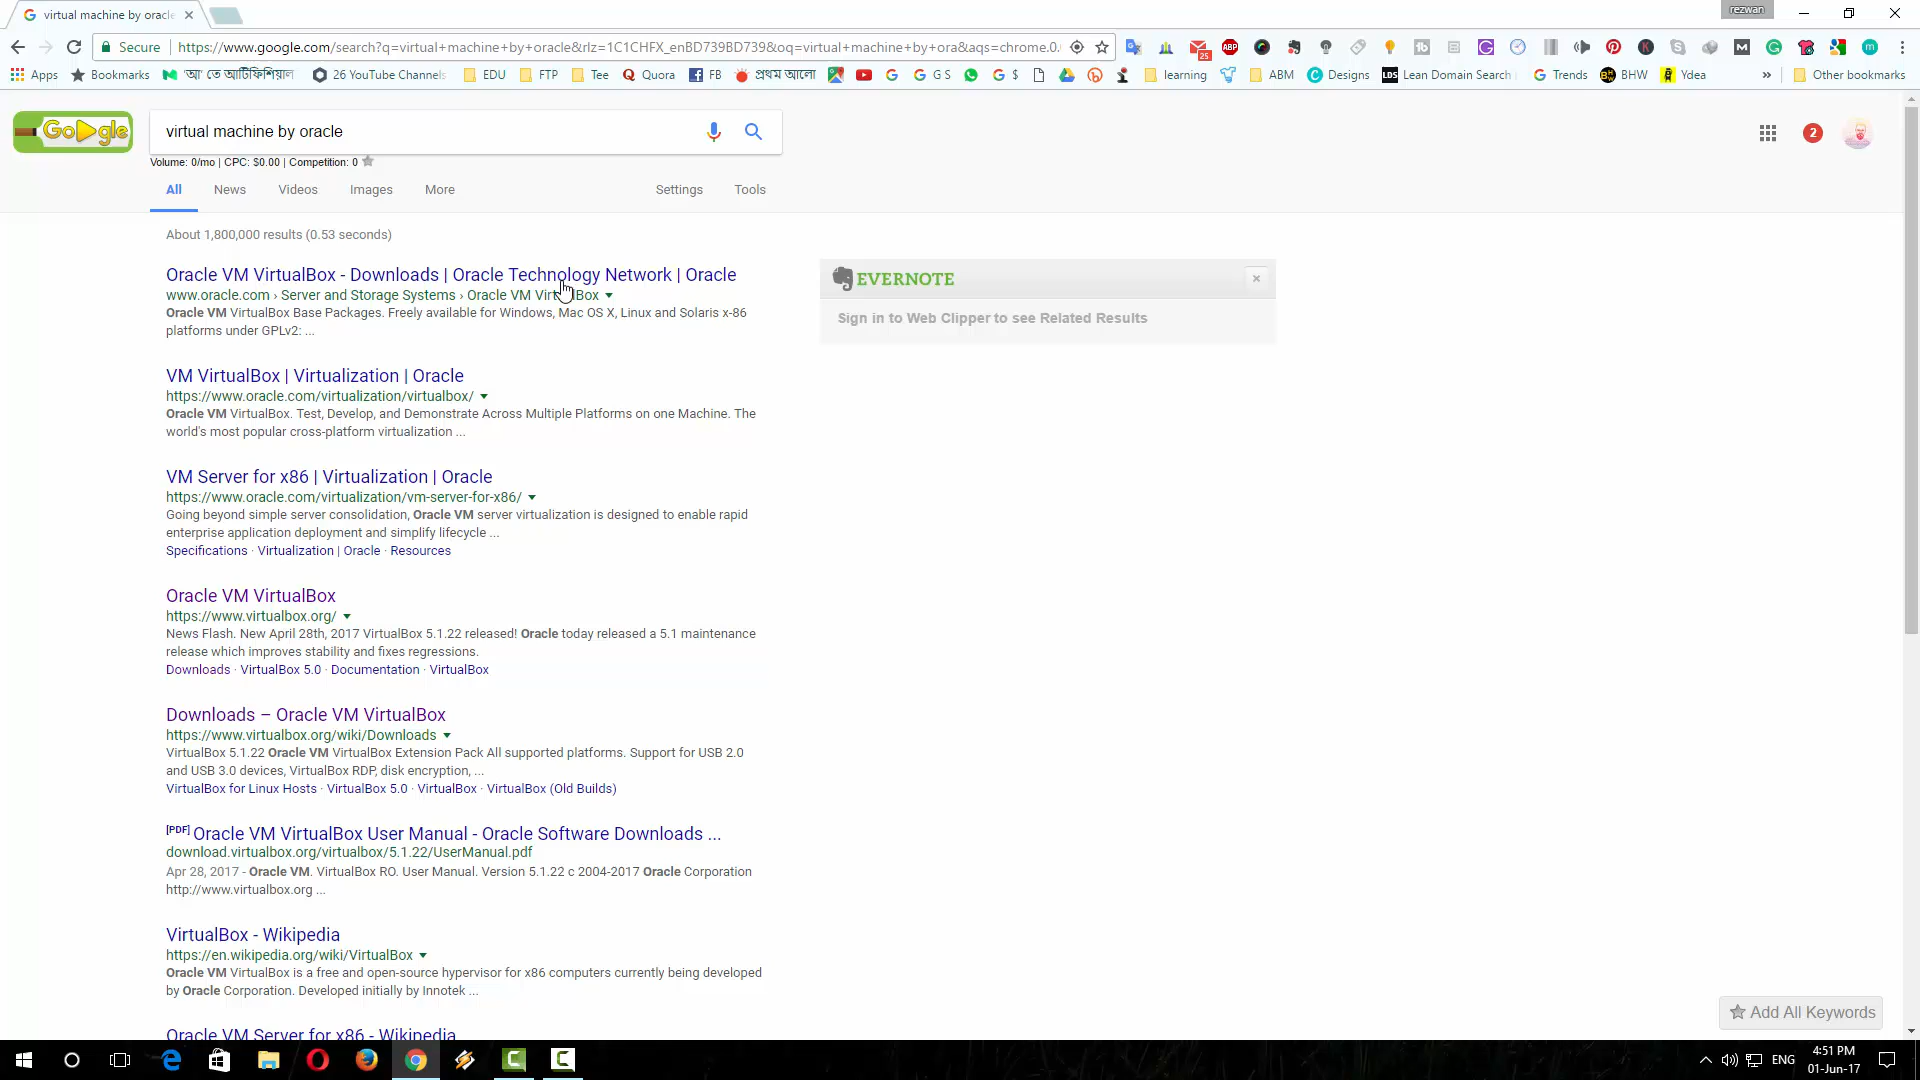 virtual machine by oracle
rezwan
Secure
https://www.google.com/search?q=virtual+machine+by+oracle&rlz=1C1CHFX_enBD739BD739&oq=virtual+machine+by+ora&aqs=chrome.0.
25
ABP
Apps Bookmarks 'আ' তে আর্টিফিশিয়াল 26 YouTube Channels EDU FTP Tee Quora FB প্রথম আলো G S G $ learning ABM Designs LDS Lean Domain Search Trends BHW Ydea » Other bookmarks
Google
virtual machine by oracle
2
Volume: 0/mo | CPC: $0.00 | Competition: 0
All News Videos Images More Settings Tools
About 1,800,000 results (0.53 seconds)
Oracle VM VirtualBox - Downloads | Oracle Technology Network | Oracle
www.oracle.com › Server and Storage Systems › Oracle VM VirtualBox
Oracle VM VirtualBox Base Packages. Freely available for Windows, Mac OS X, Linux and Solaris x-86
platforms under GPLv2: ...
EVERNOTE
Sign in to Web Clipper to see Related Results
VM VirtualBox | Virtualization | Oracle
https://www.oracle.com/virtualization/virtualbox/
Oracle VM VirtualBox. Test, Develop, and Demonstrate Across Multiple Platforms on one Machine. The
world's most popular cross-platform virtualization ...
VM Server for x86 | Virtualization | Oracle
https://www.oracle.com/virtualization/vm-server-for-x86/
Going beyond simple server consolidation, Oracle VM server virtualization is designed to enable rapid
enterprise application deployment and simplify lifecycle ...
Specifications · Virtualization | Oracle · Resources
Oracle VM VirtualBox
https://www.virtualbox.org/
News Flash. New April 28th, 2017 VirtualBox 5.1.22 released! Oracle today released a 5.1 maintenance
release which improves stability and fixes regressions.
Downloads · VirtualBox 5.0 · Documentation · VirtualBox
Downloads – Oracle VM VirtualBox
https://www.virtualbox.org/wiki/Downloads
VirtualBox 5.1.22 Oracle VM VirtualBox Extension Pack All supported platforms. Support for USB 2.0
and USB 3.0 devices, VirtualBox RDP, disk encryption, ...
VirtualBox for Linux Hosts · VirtualBox 5.0 · VirtualBox · VirtualBox (Old Builds)
[PDF] Oracle VM VirtualBox User Manual - Oracle Software Downloads ...
download.virtualbox.org/virtualbox/5.1.22/UserManual.pdf
Apr 28, 2017 - Oracle VM. VirtualBox RO. User Manual. Version 5.1.22 c 2004-2017 Oracle Corporation
http://www.virtualbox.org ...
VirtualBox - Wikipedia
https://en.wikipedia.org/wiki/VirtualBox
Oracle VM VirtualBox is a free and open-source hypervisor for x86 computers currently being developed
by Oracle Corporation. Developed initially by Innotek ...
Add All Keywords
Oracle VM Server for x86 - Wikipedia
ENG
4:51 PM
01-Jun-17